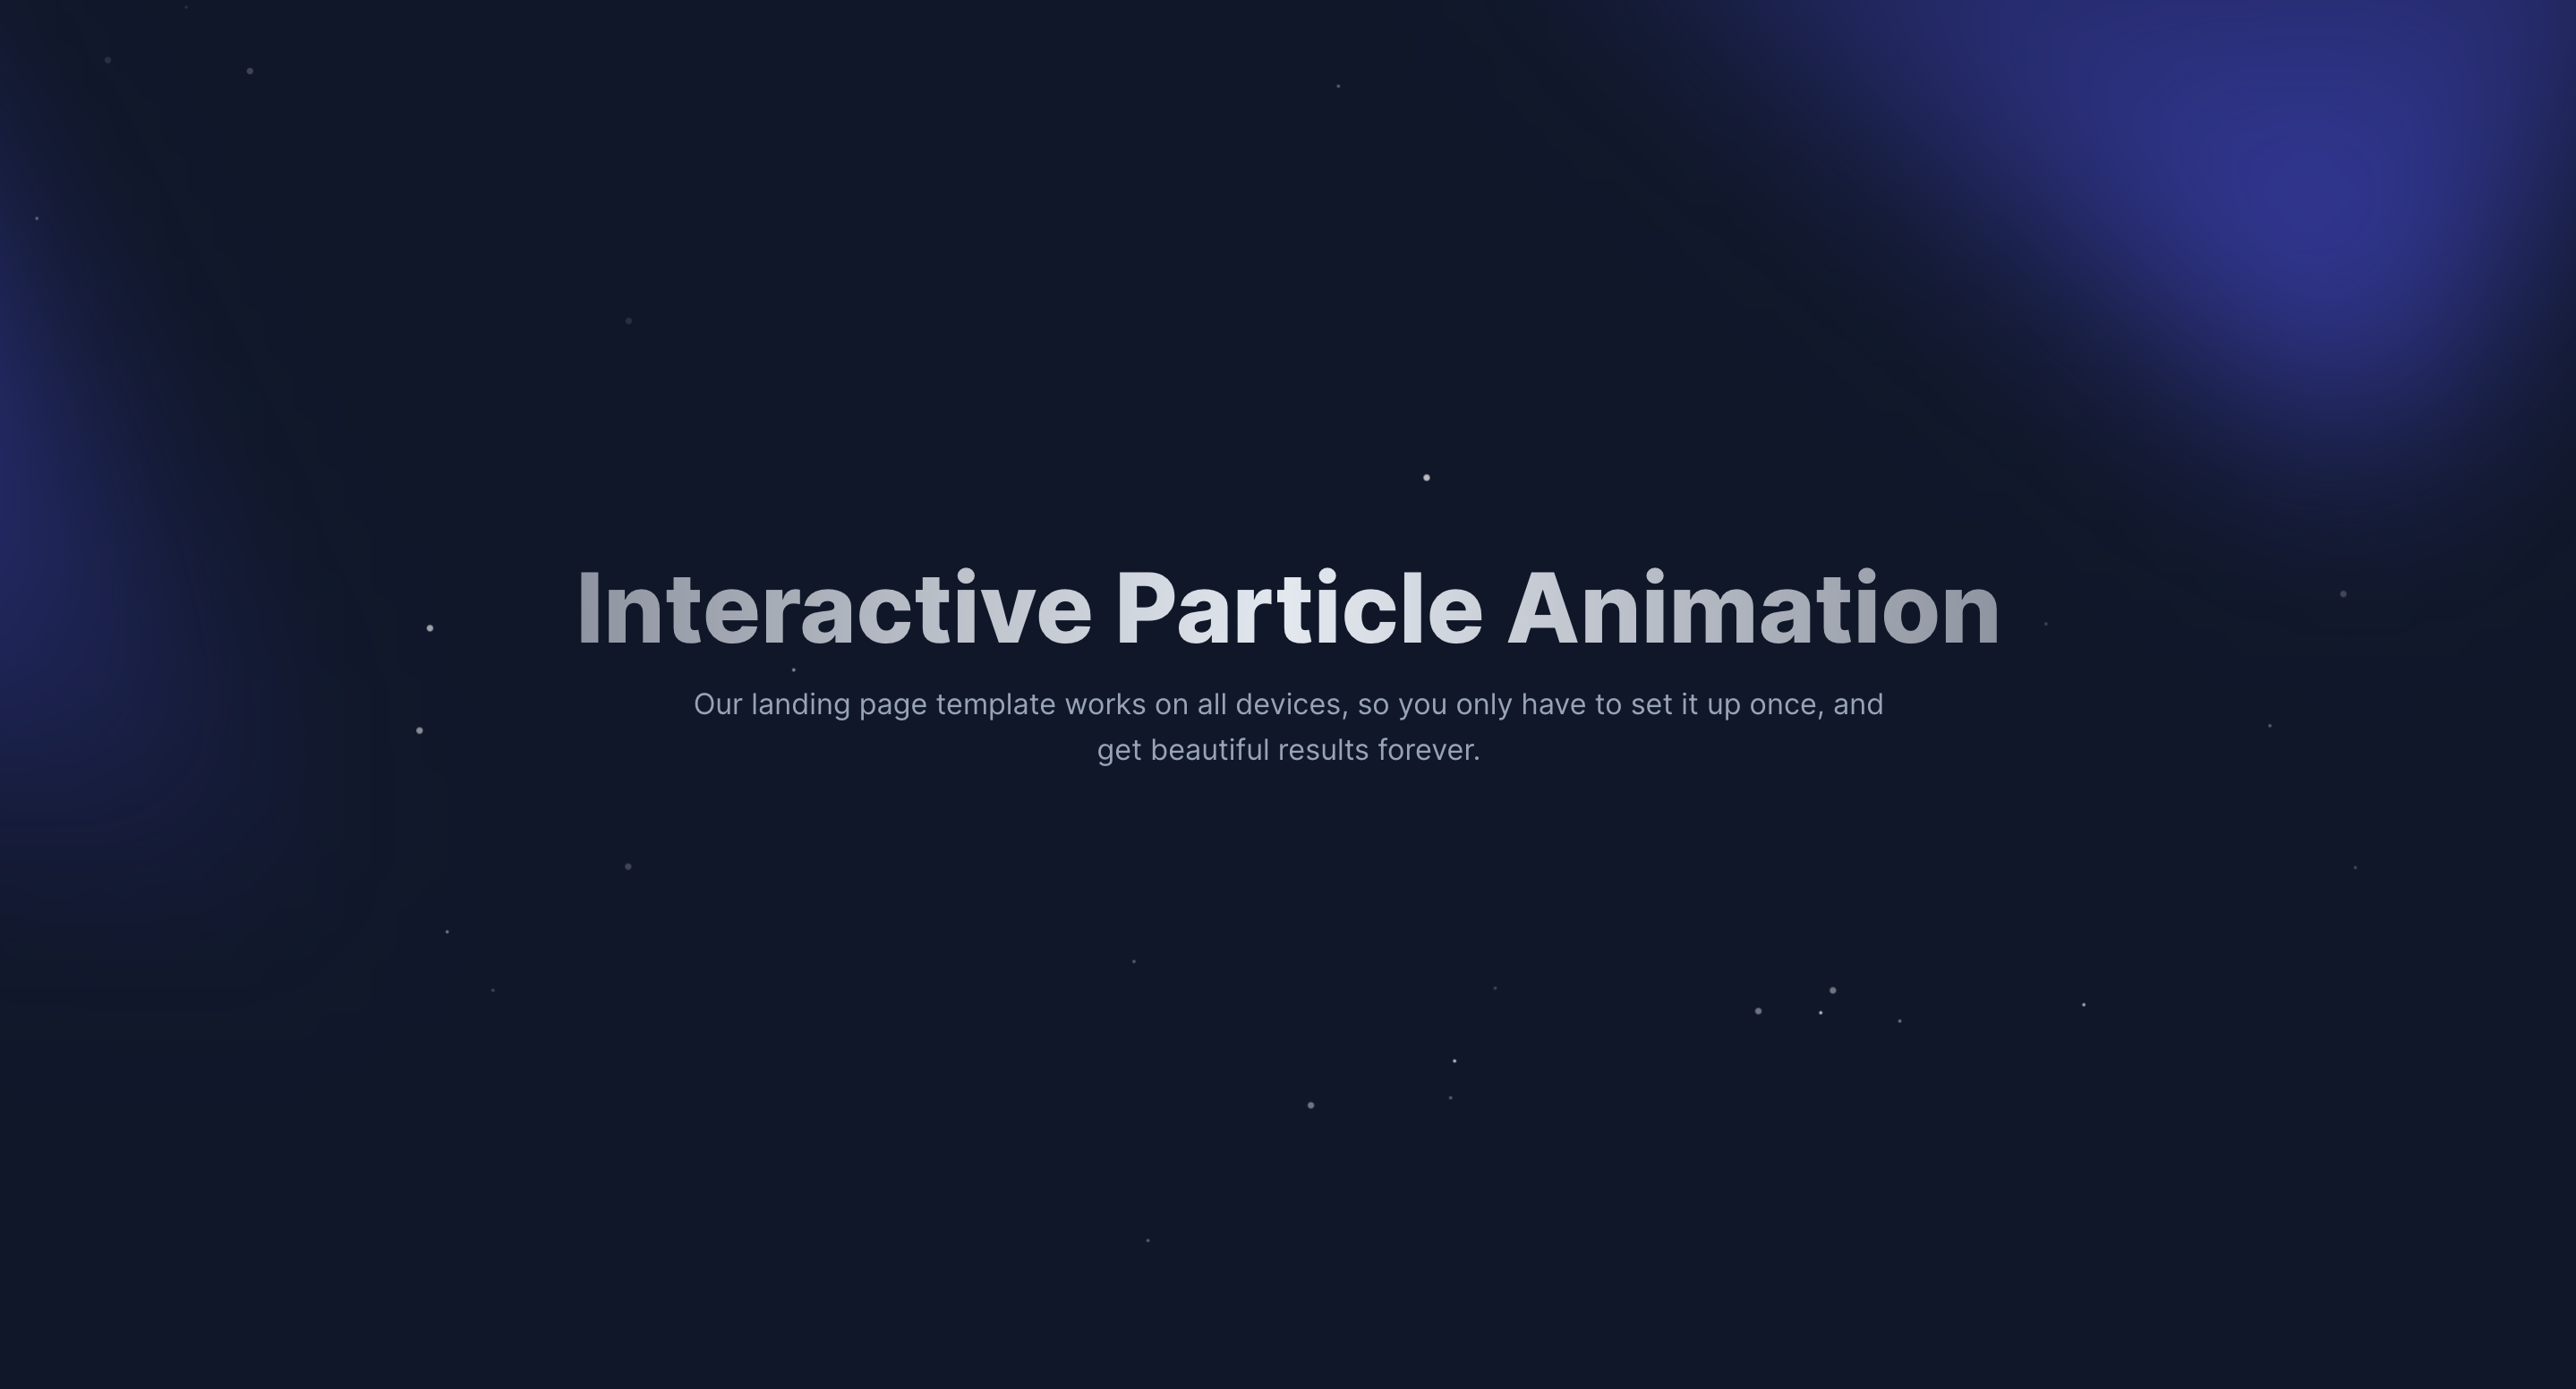 Interactive Particle Animation
Our landing page template works on all devices, so you only have to set it up once, and
get beautiful results forever.